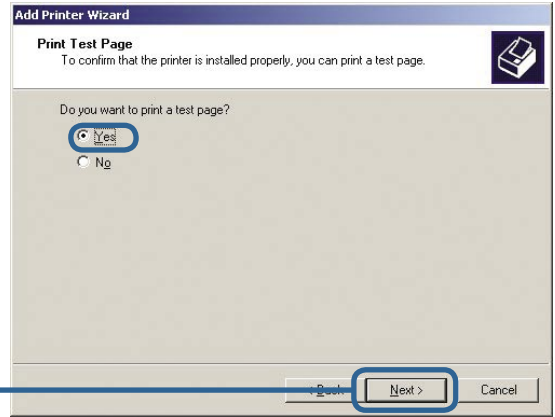 Add Printer Wizard
Print Test Page
To confirm that the printer is installed properly, you can print a test page.
Do you want to print a test page?
Yes
No
< Back
Next >
Cancel